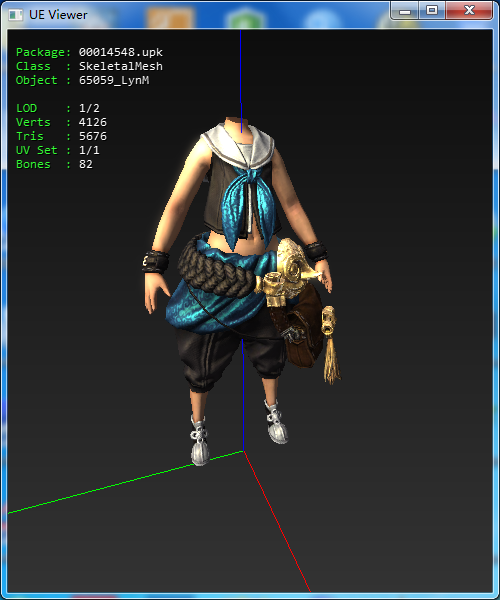 UE Viewer
Package: 00014548.upk
Class : SkeletalMesh
Object : 65059_LynM
LOD : 1/2
Verts : 4126
Tris : 5676
UV Set : 1/1
Bones : 82